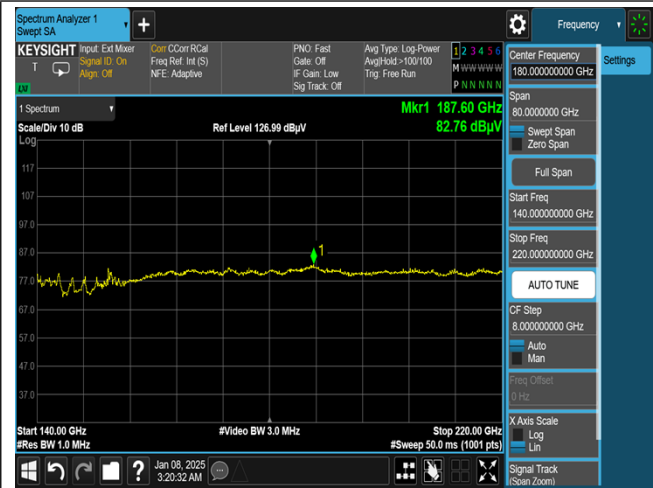 Spectrum Analyzer 1
Swept SA
+
Frequency
KEYSIGHT
Input: Ext Mixer
Signal ID: On
Align: Off
Corr CCorr RCal
Freq Ref: Int (S)
NFE: Adaptive
PNO: Fast
Gate: Off
IF Gain: Low
Sig Track: Off
Avg Type: Log-Power
Avg|Hold >100/100
Trig: Free Run
1 2 3 4 5 6
M W W W W W
P N N N N N
T
LXI
1 Spectrum
Mkr1 187.60 GHz
82.76 dBµV
Scale/Div 10 dB
Ref Level 126.99 dBµV
Log
117
107
97.0
87.0
77.0
67.0
57.0
47.0
37.0
1
Start 140.00 GHz
#Video BW 3.0 MHz
Stop 220.00 GHz
#Res BW 1.0 MHz
#Sweep 50.0 ms (1001 pts)
Jan 08, 2025
3:20:32 AM
?
Center Frequency
180.000000000 GHz
Settings
Span
80.0000000 GHz
Swept Span
Zero Span
Full Span
Start Freq
140.000000000 GHz
Stop Freq
220.000000000 GHz
AUTO TUNE
CF Step
8.000000000 GHz
Auto
Man
Freq Offset
0 Hz
X Axis Scale
Log
Lin
Signal Track
(Span Zoom)